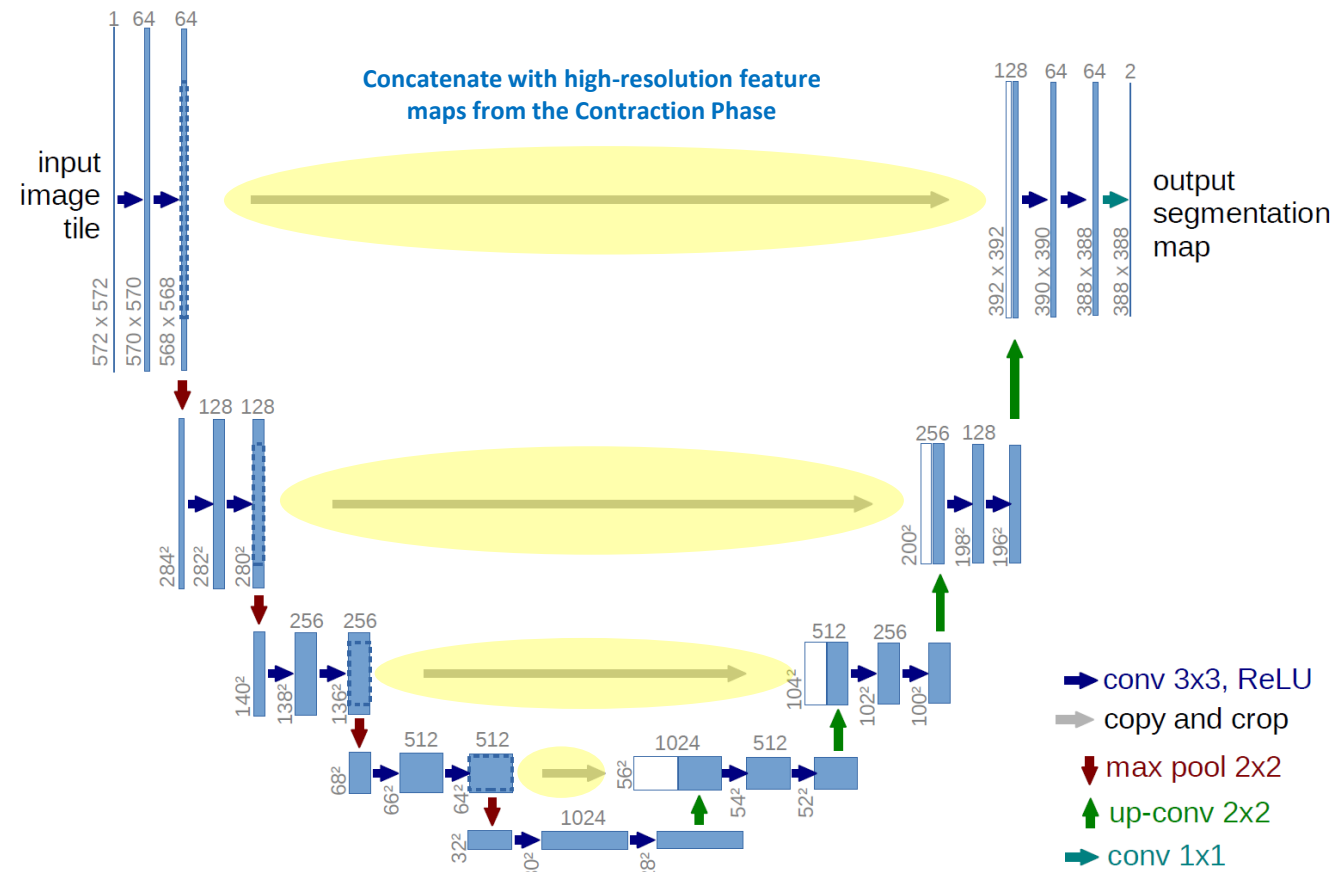 1 64 64
Concatenate with high-resolution feature
maps from the Contraction Phase
128 64 64 2
input
image
tile
572 x 572
570 x 570
568 x 568
392 x 392
390 x 390
388 x 388
388 x 388
output
segmentation
map
128 128
284²
282²
280²
256 128
200²
198²
196²
256 256
140²
138²
136²
512 256
104²
102²
100²
512 512
68²
66²
64²
1024 512
56²
54²
52²
1024
32²
conv 3x3, ReLU
copy and crop
max pool 2x2
up-conv 2x2
conv 1x1